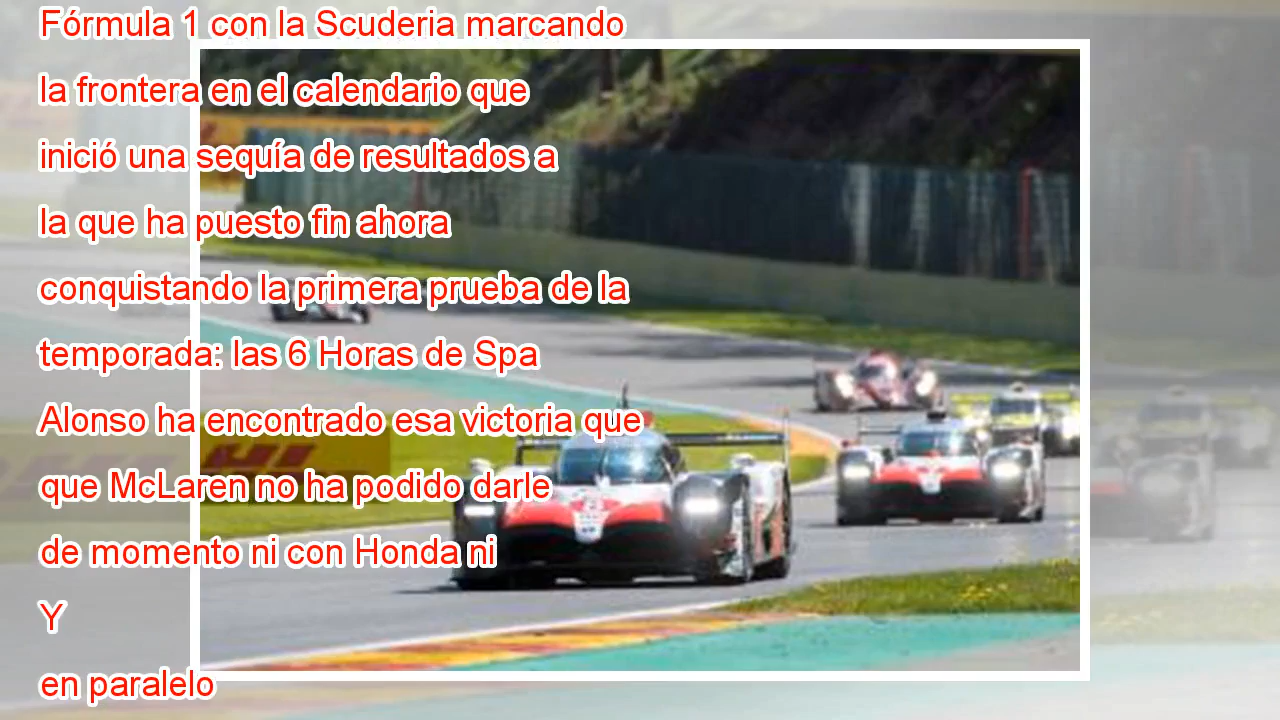 Fórmula 1 con la Scuderia marcando
la frontera en el calendario que
inició una sequía de resultados a
la que ha puesto fin ahora
conquistando la primera prueba de la
temporada: las 6 Horas de Spa
Alonso ha encontrado esa victoria que
que McLaren no ha podido darle
de momento ni con Honda ni
Y
en paralelo